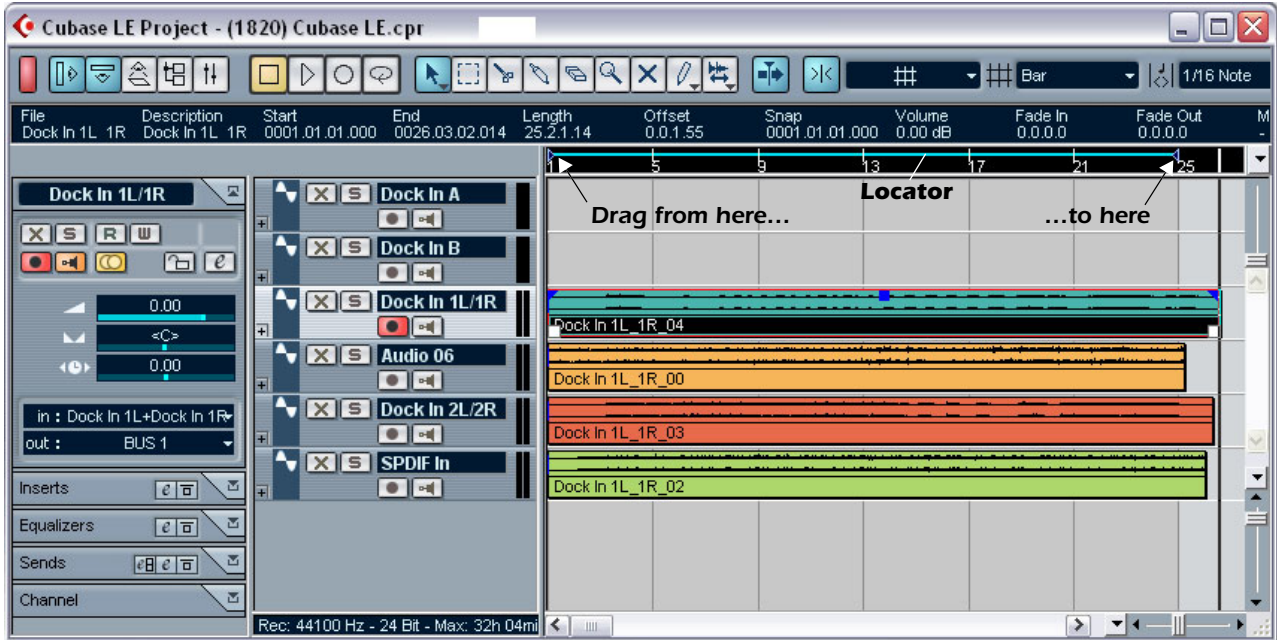 Cubase LE Project - (1820) Cubase LE.cpr
Bar 1/16 Note
File Description Start End Length Offset Snap Volume Fade In Fade Out M
Dock In 1L 1R Dock In 1L 1R 0001.01.01.000 0026.03.02.014 25.2.1.14 0.0.1.55 0001.01.01.000 0.00 dB 0.0.0.0 0.0.0.0 -
1 5 9 13 17 21 25
Drag from here... Locator ...to here
Dock In 1L/1R
X S R W
e
0.00
<C>
0.00
in : Dock In 1L+Dock In 1R
out : BUS 1
Inserts e
Equalizers e
Sends e e
Channel
X S Dock In A
X S Dock In B
X S Dock In 1L/1R
X S Audio 06
X S Dock In 2L/2R
X S SPDIF In
Dock In 1L_1R_04
Dock In 1L_1R_00
Dock In 1L_1R_03
Dock In 1L_1R_02
Rec: 44100 Hz - 24 Bit - Max: 32h 04mi